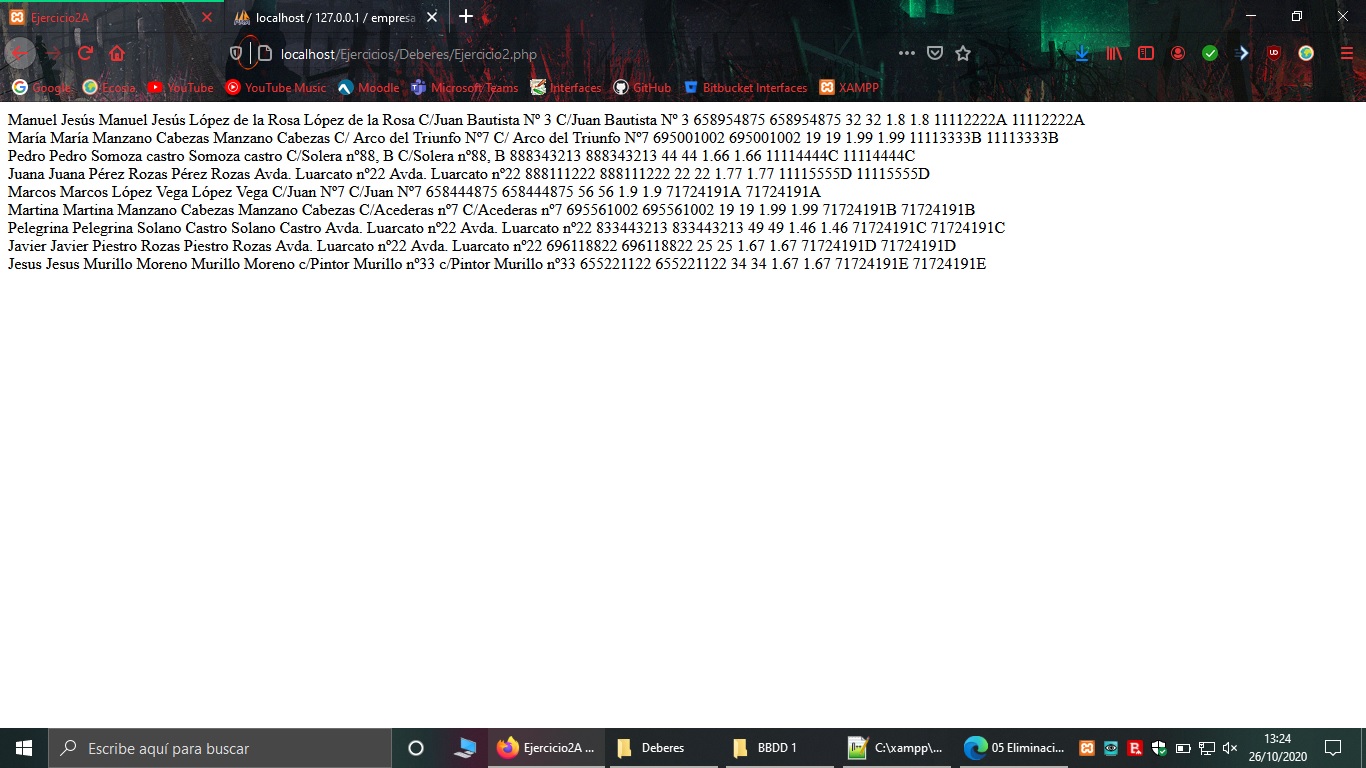 Ejercicio2A
localhost / 127.0.0.1 / empresa
localhost/Ejercicios/Deberes/Ejercicio2.php
Google Ecosia YouTube YouTube Music Moodle Microsoft Teams Interfaces GitHub Bitbucket Interfaces XAMPP
Manuel Jesús Manuel Jesús López de la Rosa López de la Rosa C/Juan Bautista Nº 3 C/Juan Bautista Nº 3 658954875 658954875 32 32 1.8 1.8 11112222A 11112222A
María María Manzano Cabezas Manzano Cabezas C/ Arco del Triunfo Nº7 C/ Arco del Triunfo Nº7 695001002 695001002 19 19 1.99 1.99 11113333B 11113333B
Pedro Pedro Somoza castro Somoza castro C/Solera nº88, B C/Solera nº88, B 888343213 888343213 44 44 1.66 1.66 11114444C 11114444C
Juana Juana Pérez Rozas Pérez Rozas Avda. Luarcato nº22 Avda. Luarcato nº22 888111222 888111222 22 22 1.77 1.77 11115555D 11115555D
Marcos Marcos López Vega López Vega C/Juan Nº7 C/Juan Nº7 658444875 658444875 56 56 1.9 1.9 71724191A 71724191A
Martina Martina Manzano Cabezas Manzano Cabezas C/Acederas nº7 C/Acederas nº7 695561002 695561002 19 19 1.99 1.99 71724191B 71724191B
Pelegrina Pelegrina Solano Castro Solano Castro Avda. Luarcato nº22 Avda. Luarcato nº22 833443213 833443213 49 49 1.46 1.46 71724191C 71724191C
Javier Javier Piestro Rozas Piestro Rozas Avda. Luarcato nº22 Avda. Luarcato nº22 696118822 696118822 25 25 1.67 1.67 71724191D 71724191D
Jesus Jesus Murillo Moreno Murillo Moreno c/Pintor Murillo nº33 c/Pintor Murillo nº33 655221122 655221122 34 34 1.67 1.67 71724191E 71724191E
Escribe aquí para buscar
Ejercicio2A ...
Deberes
BBDD 1
C:\xampp\...
05 Eliminaci...
13:24
26/10/2020